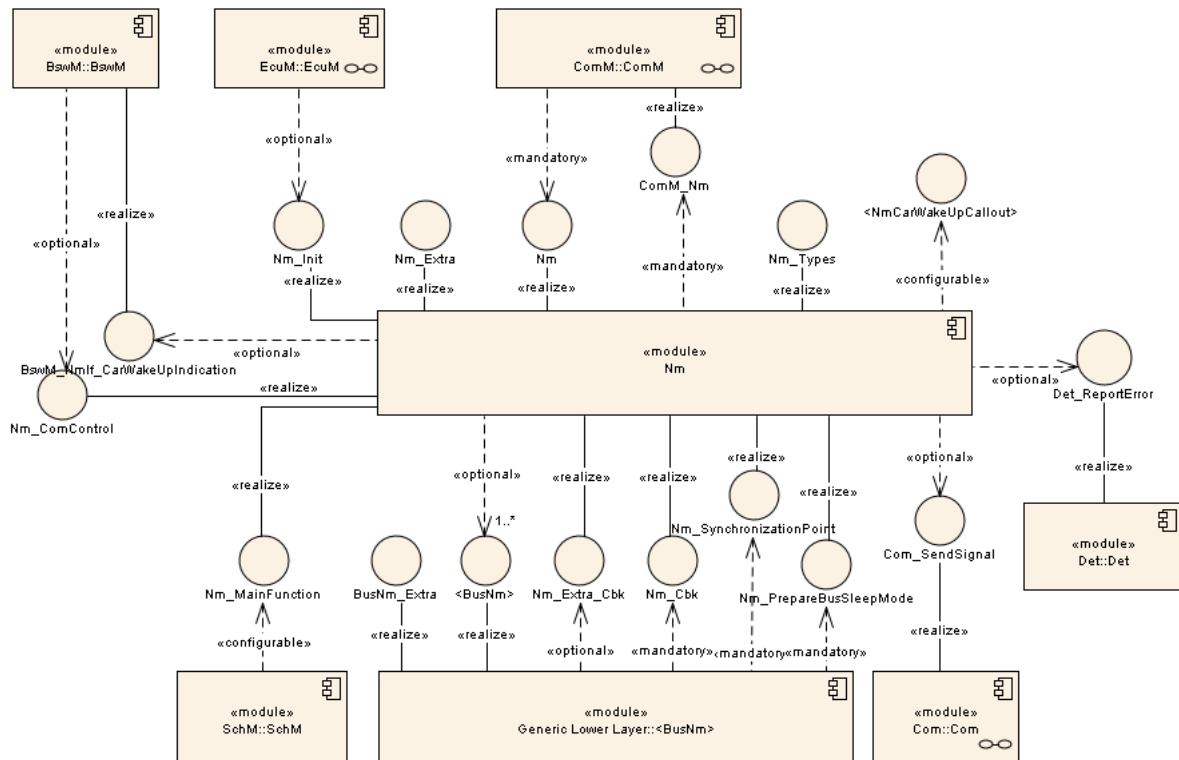 «module»
BswM::BswM
«module»
EcuM::EcuM
«module»
ComM::ComM
«realize»
«optional»
«mandatory»
ComM_Nm
<NmCarWakeUpCallout>
«realize»
«optional»
Nm_Init
Nm_Extra
Nm
«mandatory»
Nm_Types
«configurable»
«realize»
«realize»
«realize»
«realize»
«module»
Nm
«optional»
BswM_NmIf_CarWakeUpIndication
«realize»
Nm_ComControl
«optional»
Det_ReportError
«realize»
«optional»
«realize»
«realize»
«realize»
«realize»
«optional»
«realize»
1..*
Nm_SynchronizationPoint
Com_SendSignal
«module»
Det::Det
Nm_MainFunction
BusNm_Extra
<BusNm>
Nm_Extra_Cbk
Nm_Cbk
Nm_PrepareBusSleepMode
«configurable»
«realize»
«realize»
«optional»
«mandatory»
«mandatory»
«mandatory»
«realize»
«module»
SchM::SchM
«module»
Generic Lower Layer::<BusNm>
«module»
Com::Com